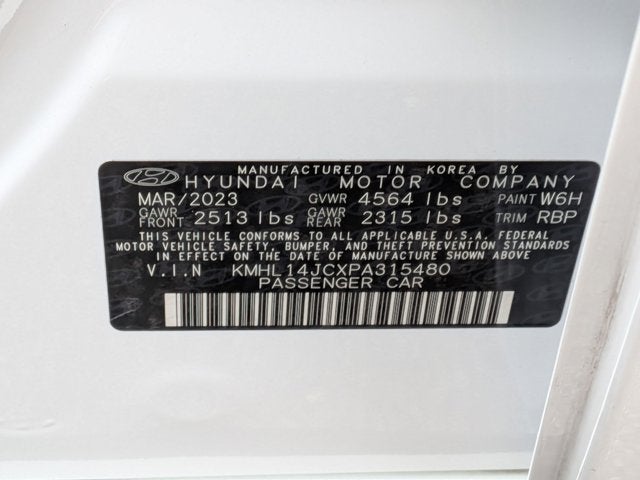 MANUFACTURED IN KOREA BY
HYUNDAI MOTOR COMPANY
MAR/2023 GVWR 4564 lbs PAINT W6H
GAWR FRONT 2513 lbs GAWR REAR 2315 lbs TRIM RBP
THIS VEHICLE CONFORMS TO ALL APPLICABLE U.S.A. FEDERAL
MOTOR VEHICLE SAFETY, BUMPER, AND THEFT PREVENTION STANDARDS
IN EFFECT ON THE DATE OF MANUFACTURE SHOWN ABOVE.
V.I.N KMHL14JCXPA315480
PASSENGER CAR